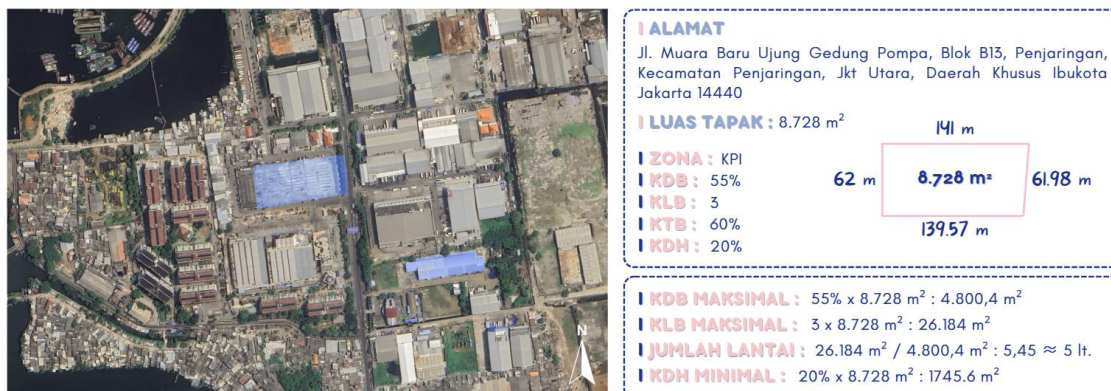 ALAMAT
Jl. Muara Baru Ujung Gedung Pompa, Blok B13, Penjaringan,
Kecamatan Penjaringan, Jkt Utara, Daerah Khusus Ibukota
Jakarta 14440
LUAS TAPAK : 8.728 m²
ZONA : KPI
KDB : 55%
KLB : 3
KTB : 60%
KDH : 20%
141 m
62 m
8.728 m²
61.98 m
139.57 m
KDB MAKSIMAL : 55% x 8.728 m² : 4.800,4 m²
KLB MAKSIMAL : 3 x 8.728 m² : 26.184 m²
JUMLAH LANTAI : 26.184 m² / 4.800,4 m² : 5,45 ≈ 5 lt.
KDH MINIMAL : 20% x 8.728 m² : 1745.6 m²
N